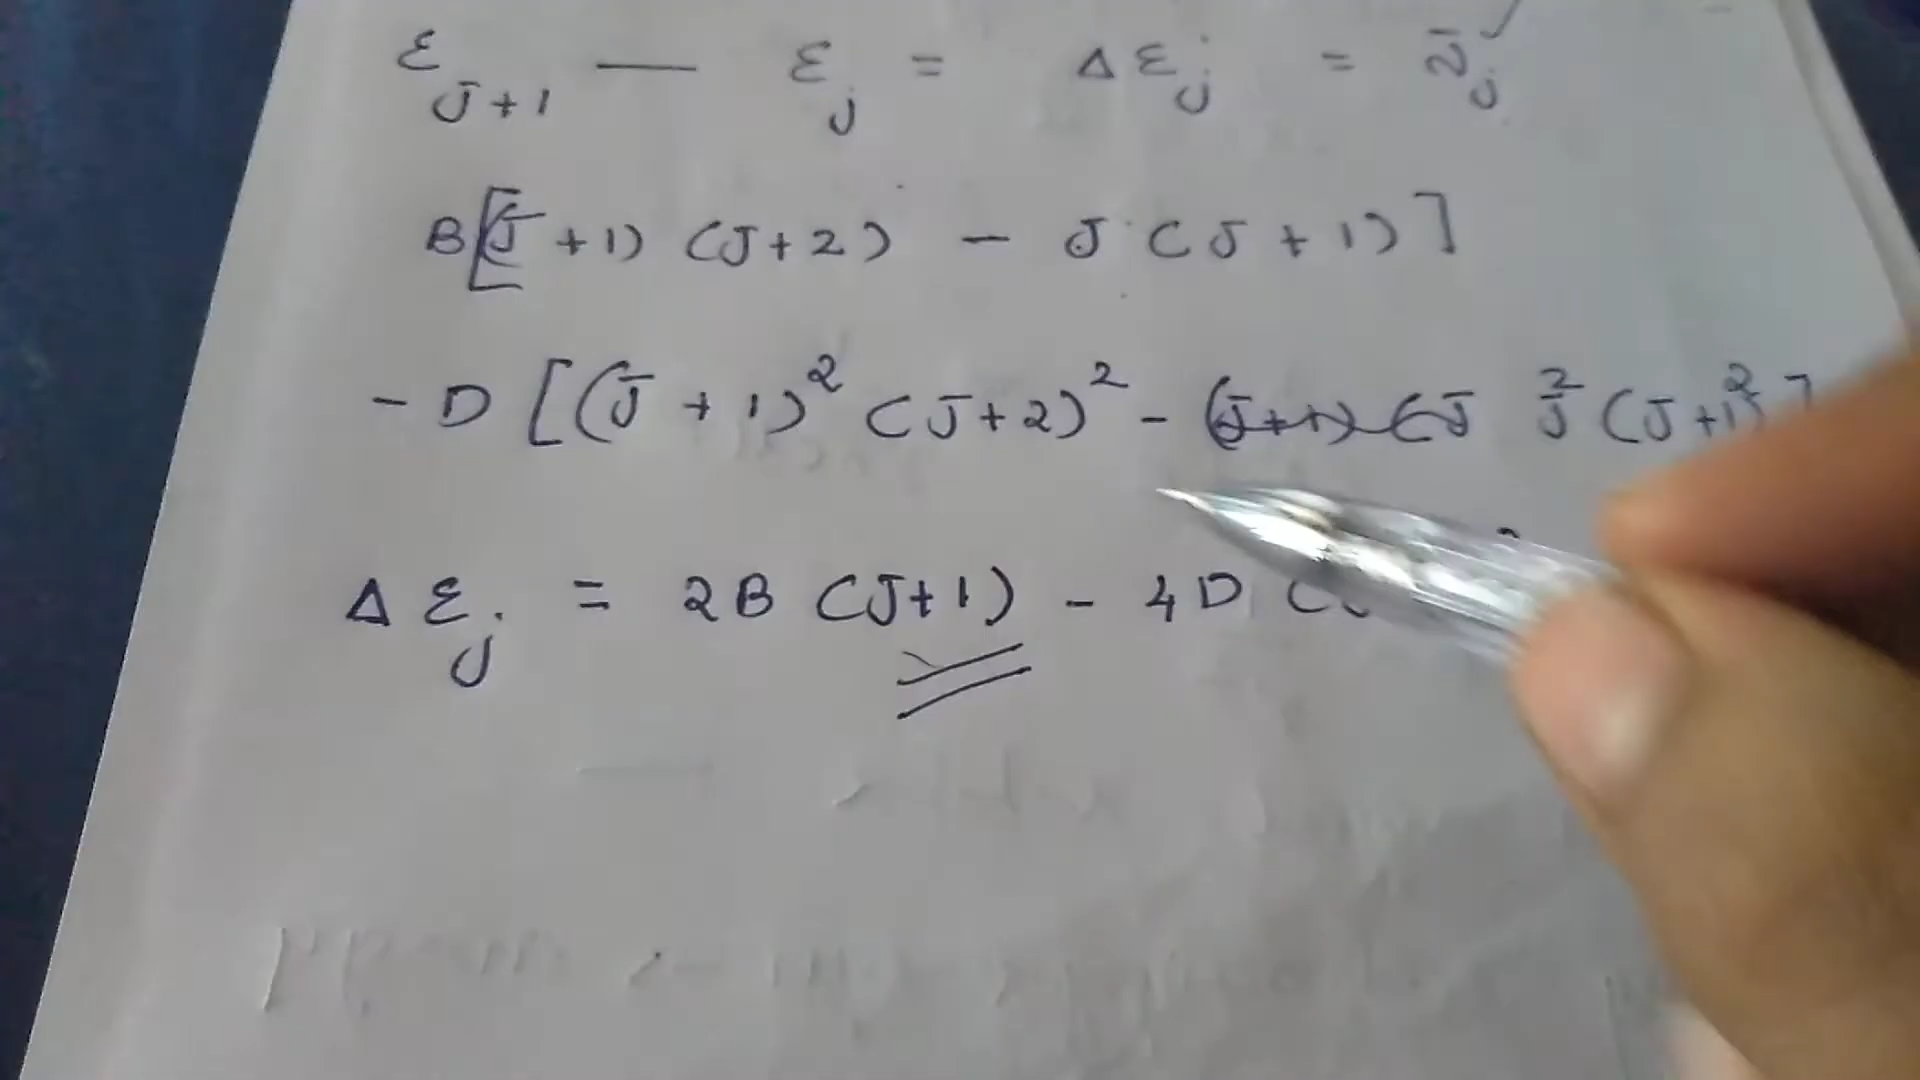 ε_{J+1} — ε_j = Δε_j = ν̄_j
B[(J+1) (J+2) - J (J+1)]
- D [(J+1)² (J+2)² - J² (J+1)²]
Δε_j = 2B (J+1) - 4D (